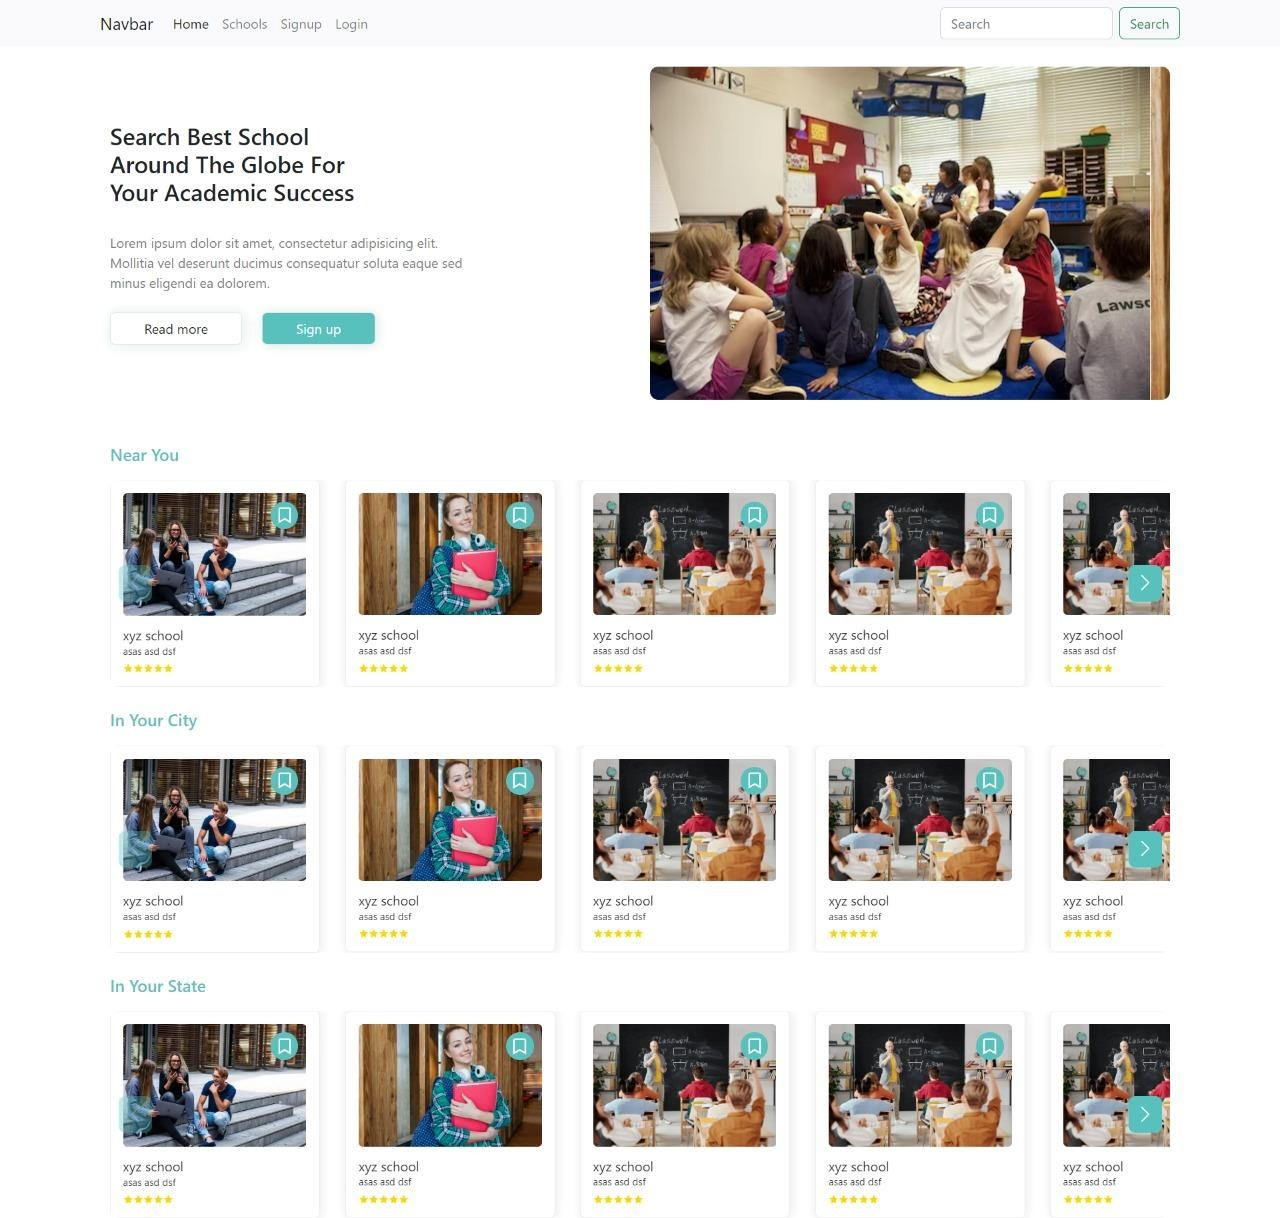 Navbar Home Schools Signup Login Search Search
Search Best School
Around The Globe For
Your Academic Success
Lorem ipsum dolor sit amet, consectetur adipisicing elit.
Mollitia vel deserunt ducimus consequatur soluta eaque sed
minus eligendi ea dolorem.
Read more Sign up
Near You
xyz school xyz school xyz school xyz school xyz school
asas asd dsf asas asd dsf asas asd dsf asas asd dsf asas asd dsf
In Your City
xyz school xyz school xyz school xyz school xyz school
asas asd dsf asas asd dsf asas asd dsf asas asd dsf asas asd dsf
In Your State
xyz school xyz school xyz school xyz school xyz school
asas asd dsf asas asd dsf asas asd dsf asas asd dsf asas asd dsf